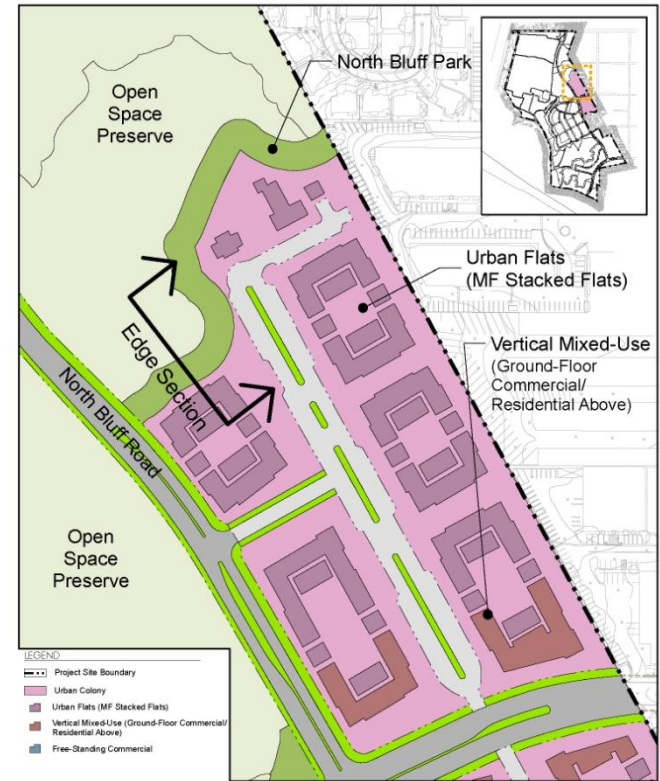 North Bluff Park
Open
Space
Preserve
Urban Flats
(MF Stacked Flats)
Edge Section
Vertical Mixed-Use
(Ground-Floor
Commercial/
Residential Above)
North Bluff Road
Open
Space
Preserve
LEGEND
Project Site Boundary
Urban Colony
Urban Flats (MF Stacked Flats)
Vertical Mixed-Use (Ground-Floor Commercial/
Residential Above)
Free-Standing Commercial